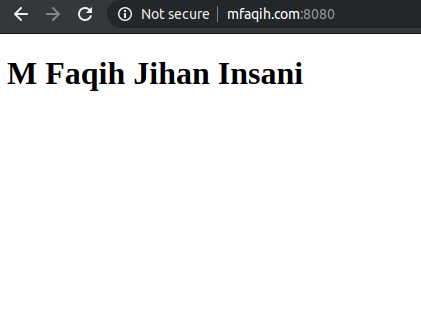 Not secure mfaqih.com:8080
M Faqih Jihan Insani